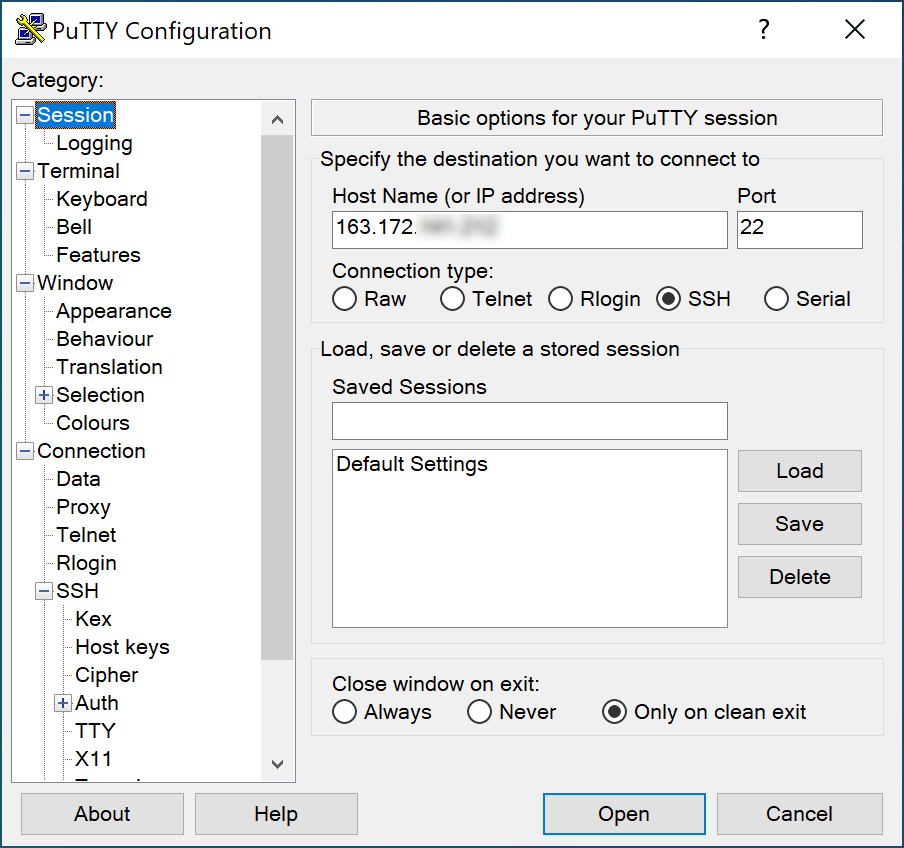 PuTTY Configuration
?
Category:
Session
Logging
Terminal
Keyboard
Bell
Features
Window
Appearance
Behaviour
Translation
Selection
Colours
Connection
Data
Proxy
Telnet
Rlogin
SSH
Kex
Host keys
Cipher
Auth
TTY
X11
Basic options for your PuTTY session
Specify the destination you want to connect to
Host Name (or IP address) Port
163.172. 22
Connection type:
Raw Telnet Rlogin SSH Serial
Load, save or delete a stored session
Saved Sessions
Default Settings
Load
Save
Delete
Close window on exit:
Always Never Only on clean exit
About Help Open Cancel